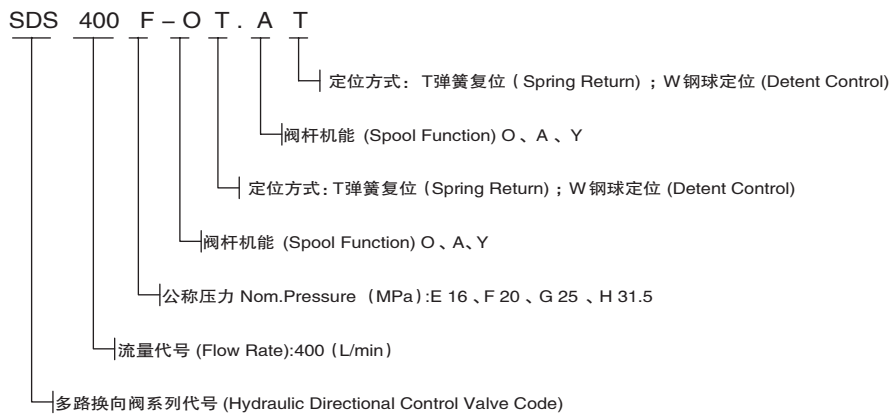 SDS 400 F – O T . A T
定位方式：T弹簧复位（Spring Return）；W钢球定位 (Detent Control)
阀杆机能 (Spool Function) O 、A 、Y
定位方式：T弹簧复位（Spring Return）；W钢球定位 (Detent Control)
阀杆机能 (Spool Function) O 、A、Y
公称压力 Nom.Pressure （MPa）:E 16 、F 20 、G 25 、H 31.5
流量代号 (Flow Rate):400（L/min）
多路换向阀系列代号 (Hydraulic Directional Control Valve Code)